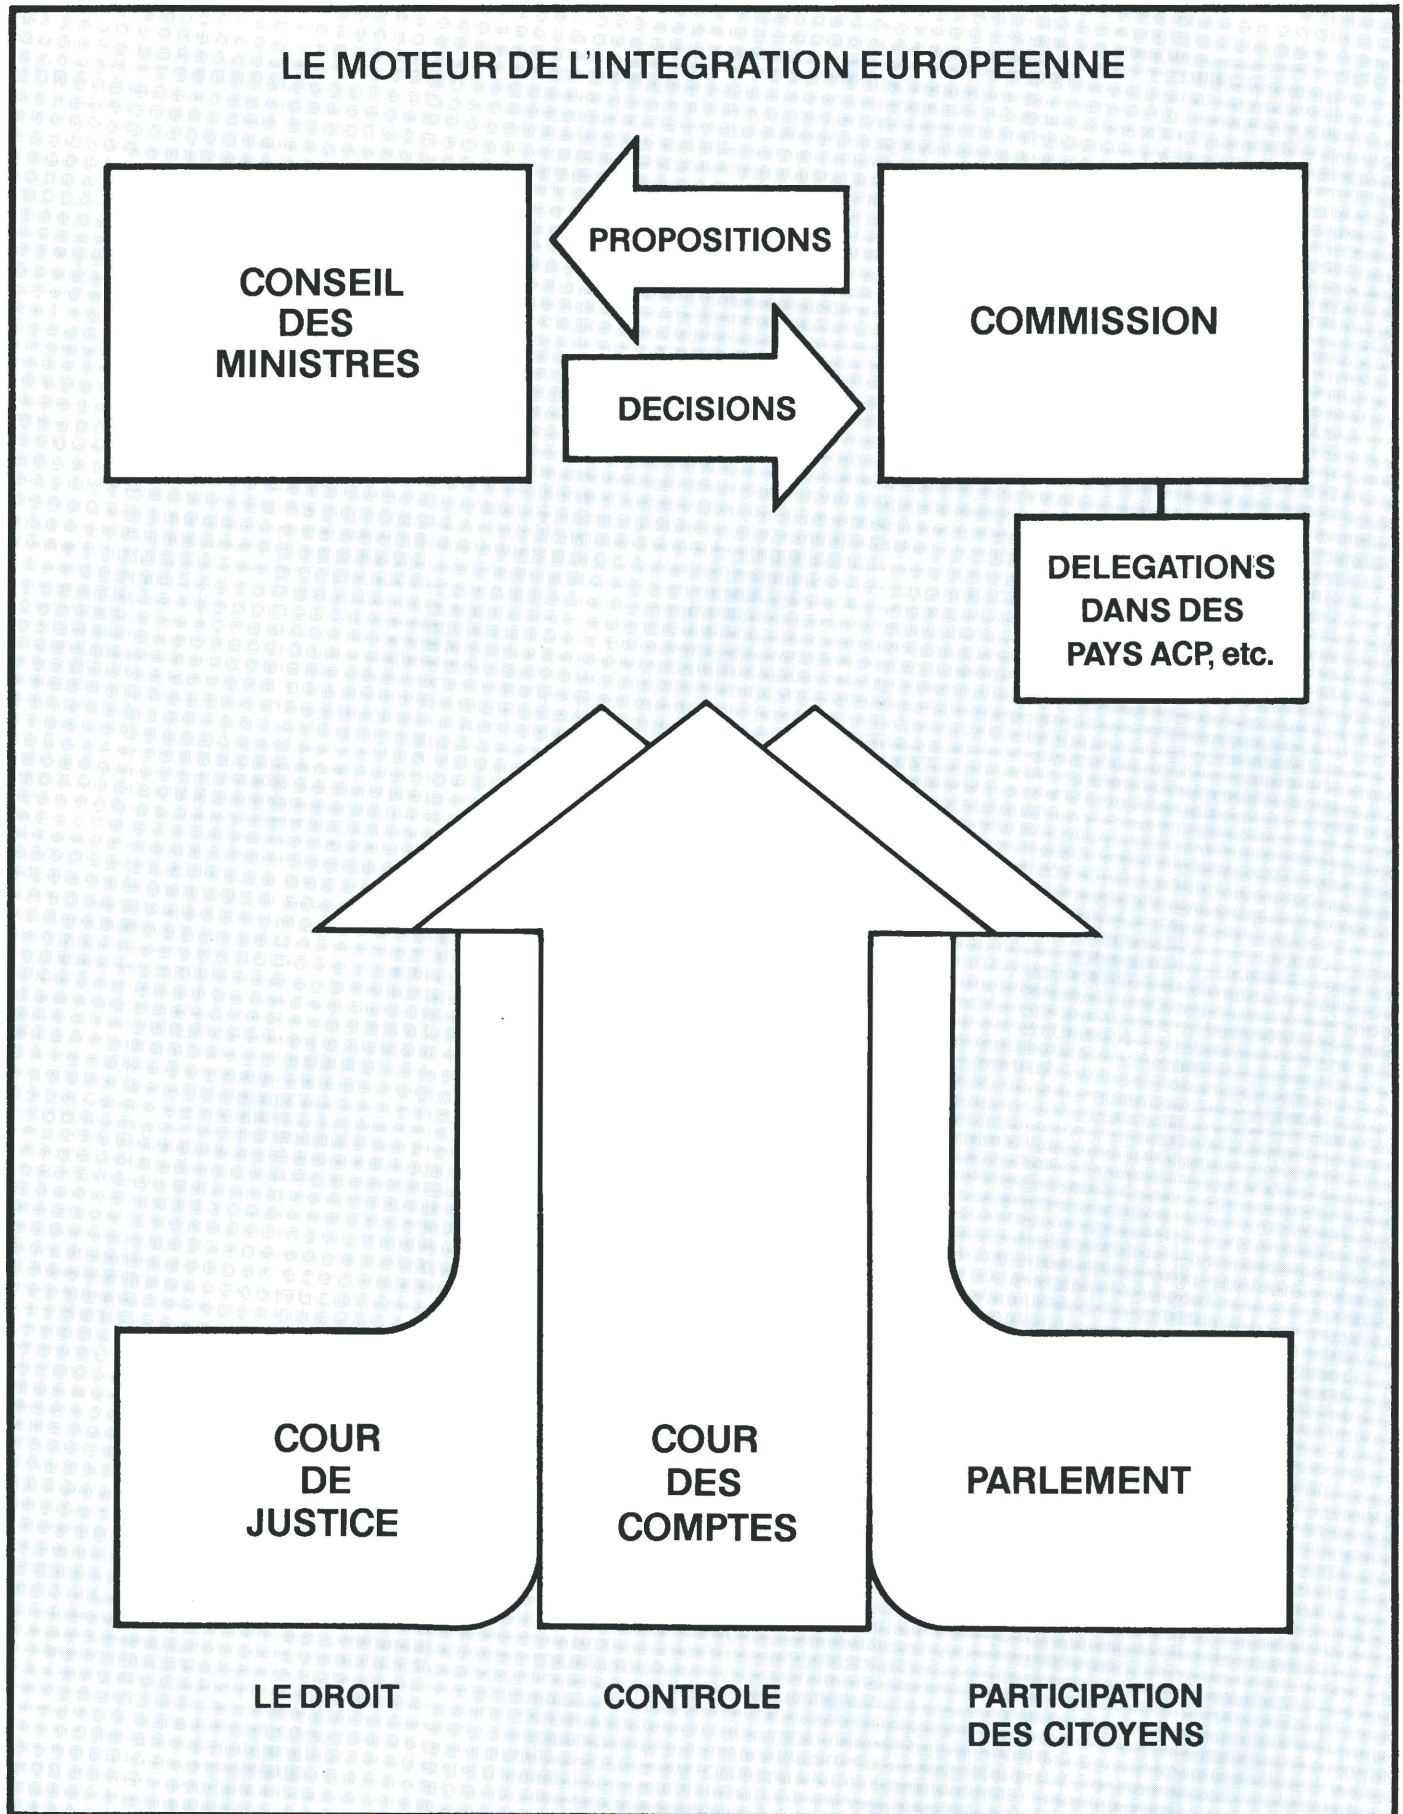 LE MOTEUR DE L'INTEGRATION EUROPEENNE
CONSEIL
DES
MINISTRES
PROPOSITIONS
DECISIONS
COMMISSION
DELEGATIONS
DANS DES
PAYS ACP, etc.
COUR
DE
JUSTICE
COUR
DES
COMPTES
PARLEMENT
LE DROIT
CONTROLE
PARTICIPATION
DES CITOYENS